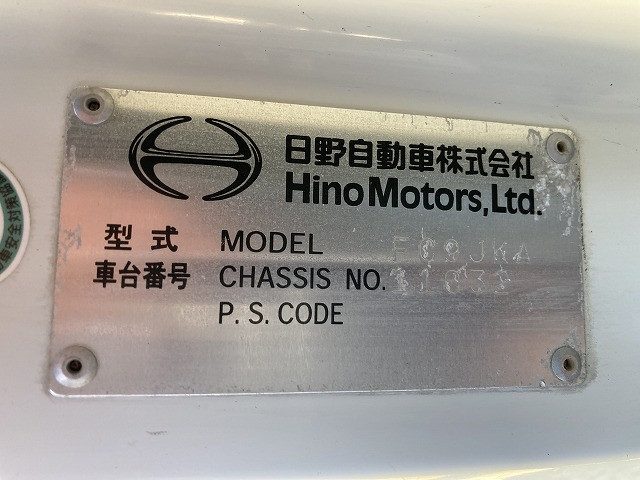 日野自動車株式会社
Hino Motors, Ltd.
型式 MODEL
車台番号 CHASSIS NO.
P.S. CODE